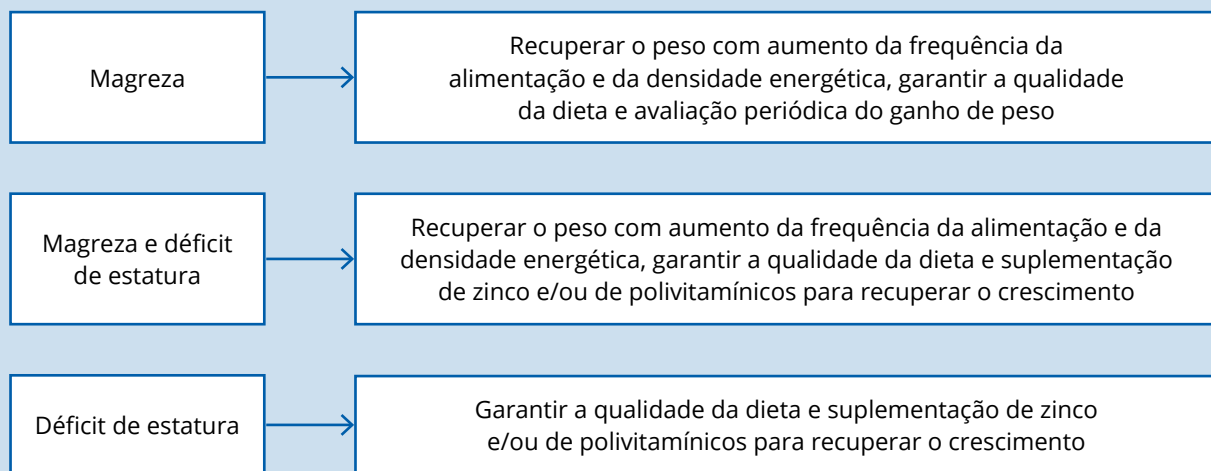 Magreza
Recuperar o peso com aumento da frequência da
alimentação e da densidade energética, garantir a qualidade
da dieta e avaliação periódica do ganho de peso
Magreza e déficit
de estatura
Recuperar o peso com aumento da frequência da alimentação e da
densidade energética, garantir a qualidade da dieta e suplementação
de zinco e/ou de polivitamínicos para recuperar o crescimento
Déficit de estatura
Garantir a qualidade da dieta e suplementação de zinco
e/ou de polivitamínicos para recuperar o crescimento